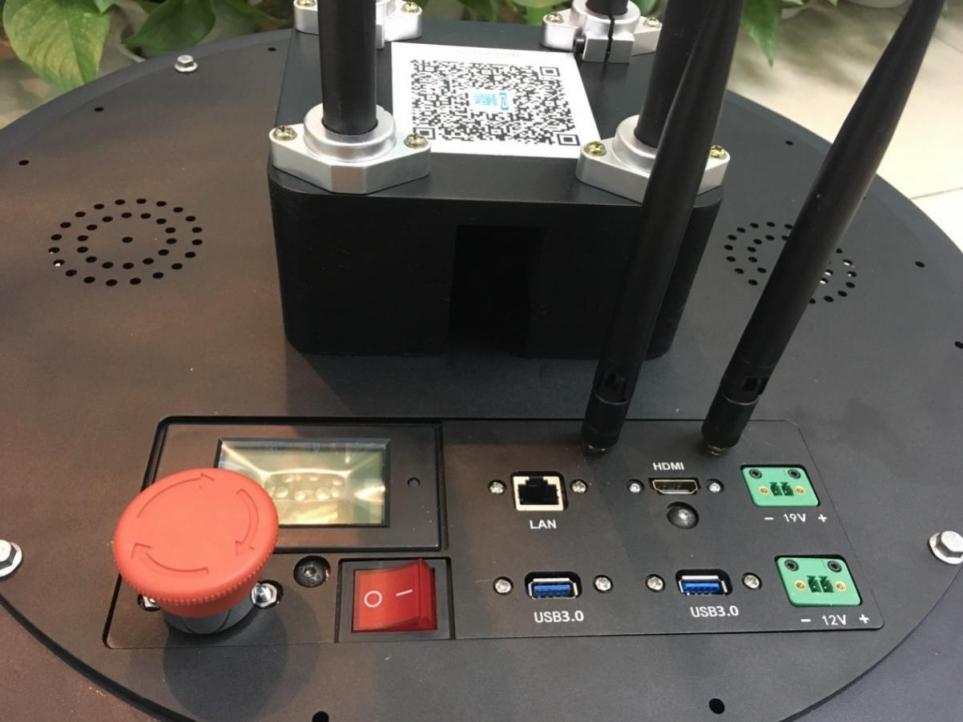 HDMI
LAN
− 19V +
USB3.0
USB3.0
− 12V +
O −